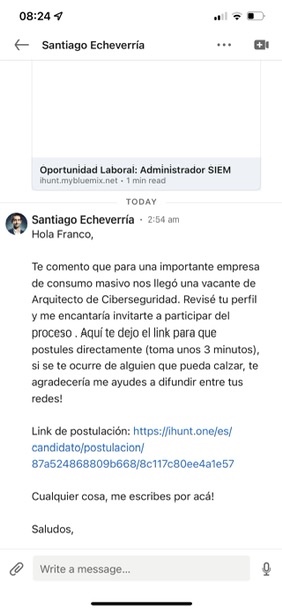 08:24
Santiago Echeverría
Oportunidad Laboral: Administrador SIEM
ihunt.mybluemix.net • 1 min read
TODAY
Santiago Echeverría • 2:54 am
Hola Franco,
Te comento que para una importante empresa
de consumo masivo nos llegó una vacante de
Arquitecto de Ciberseguridad. Revisé tu perfil
y me encantaría invitarte a participar del
proceso . Aquí te dejo el link para que
postules directamente (toma unos 3 minutos),
si se te ocurre de alguien que pueda calzar, te
agradecería me ayudes a difundir entre tus
redes!
Link de postulación: https://ihunt.one/es/
candidato/postulacion/
87a524868809b668/8c117c80ee4a1e57
Cualquier cosa, me escribes por acá!
Saludos,
Write a message...